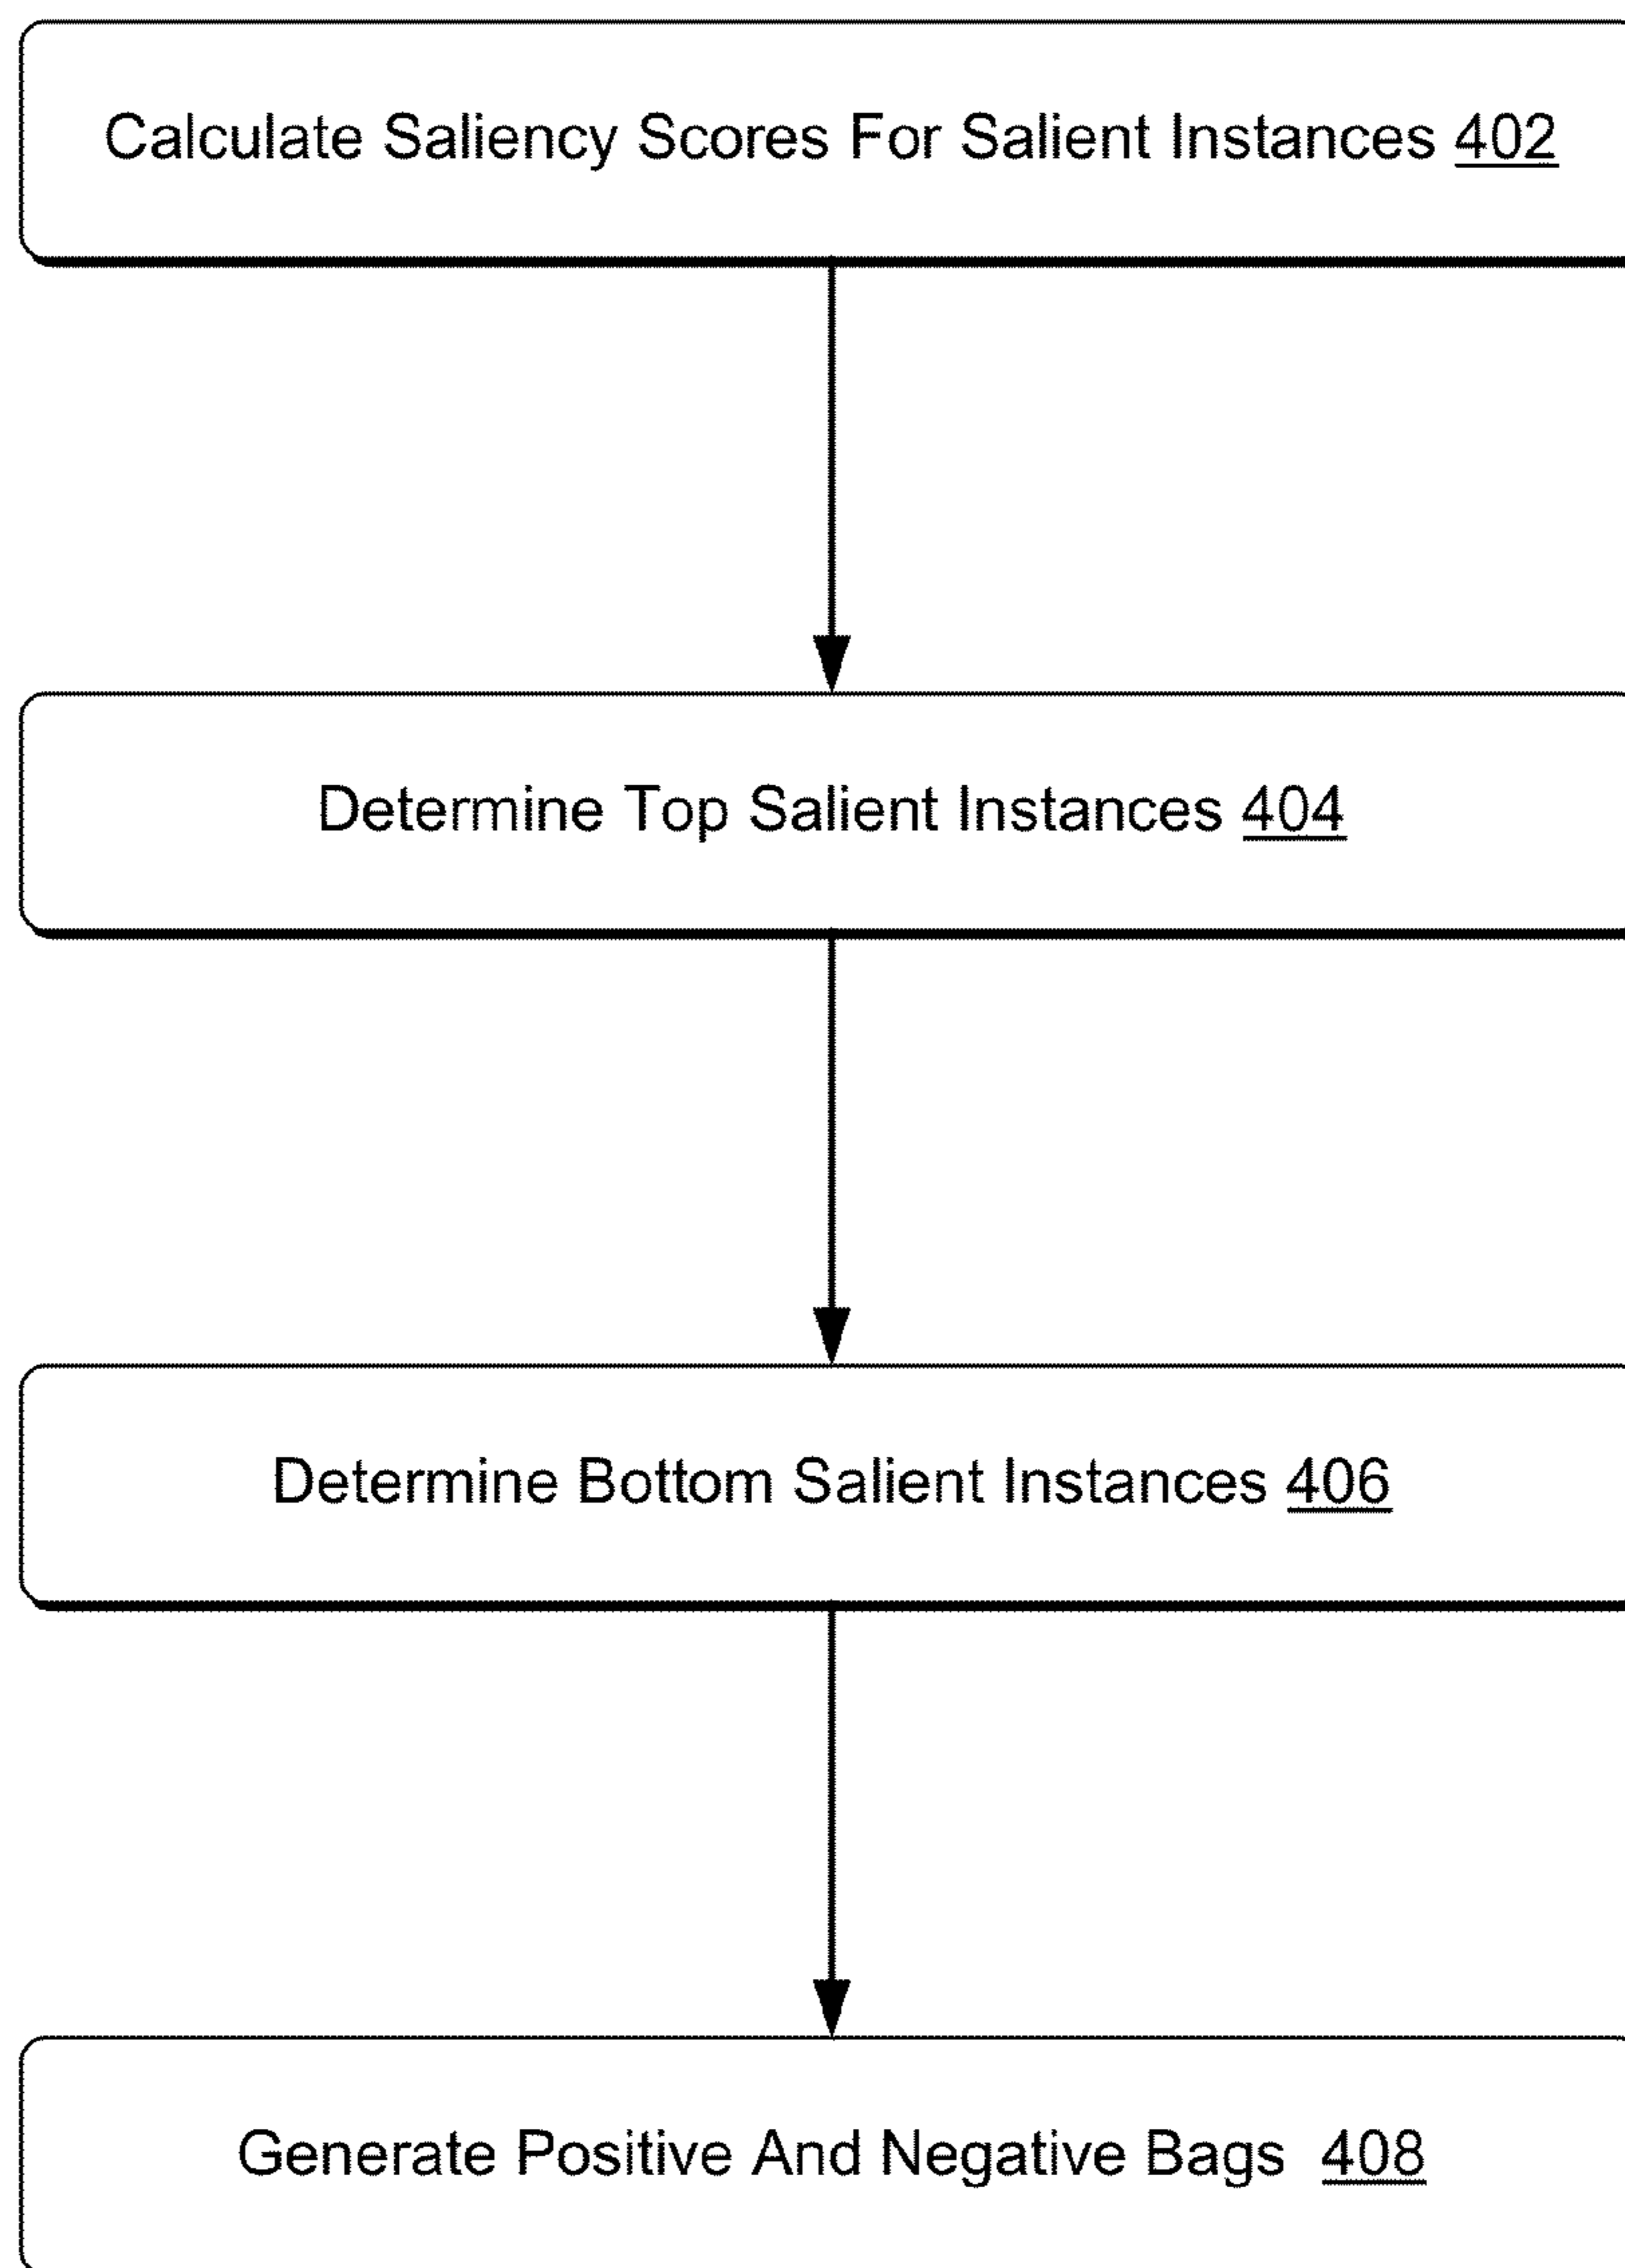 Calculate Saliency Scores For Salient Instances 402
Determine Top Salient Instances 404
Determine Bottom Salient Instances 406
Generate Positive And Negative Bags 408